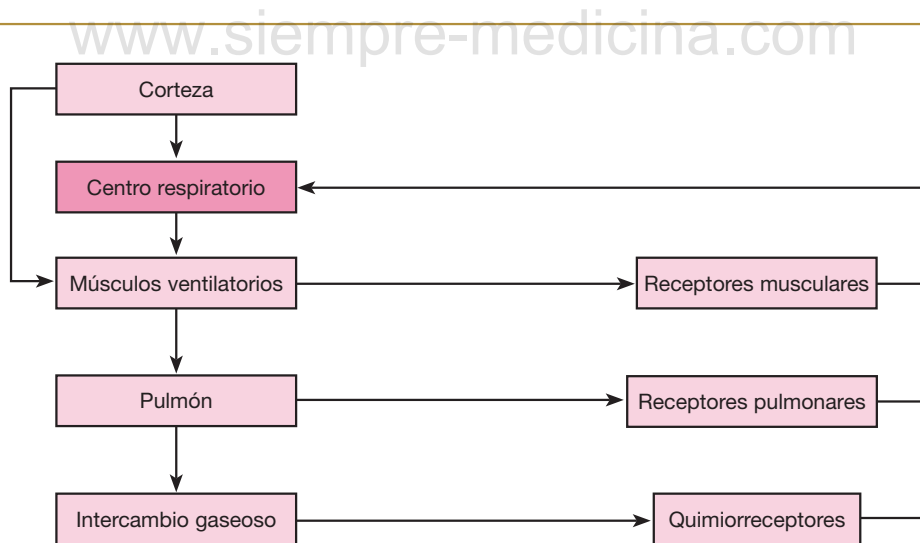 www.siempre-medicina.com
Corteza
Centro respiratorio
Músculos ventilatorios
Receptores musculares
Pulmón
Receptores pulmonares
Intercambio gaseoso
Quimiorreceptores